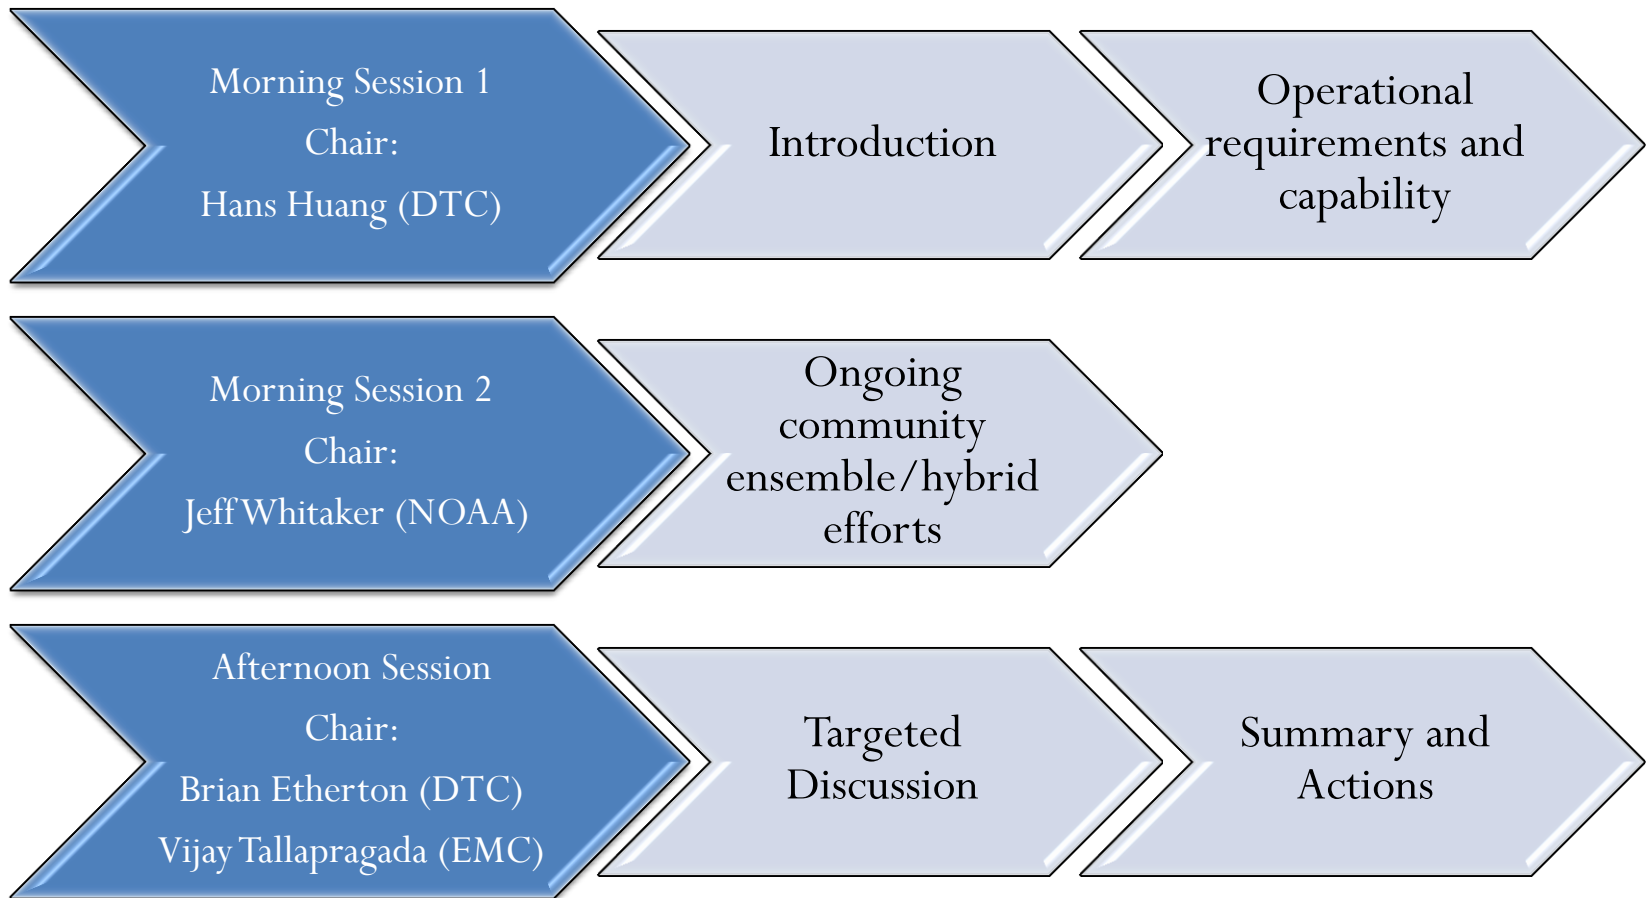 Morning Session 1
Chair:
Hans Huang (DTC)
Introduction
Operational
requirements and
capability
Morning Session 2
Chair:
Jeff Whitaker (NOAA)
Ongoing
community
ensemble/hybrid
efforts
Afternoon Session
Chair:
Brian Etherton (DTC)
Vijay Tallapragada (EMC)
Targeted
Discussion
Summary and
Actions